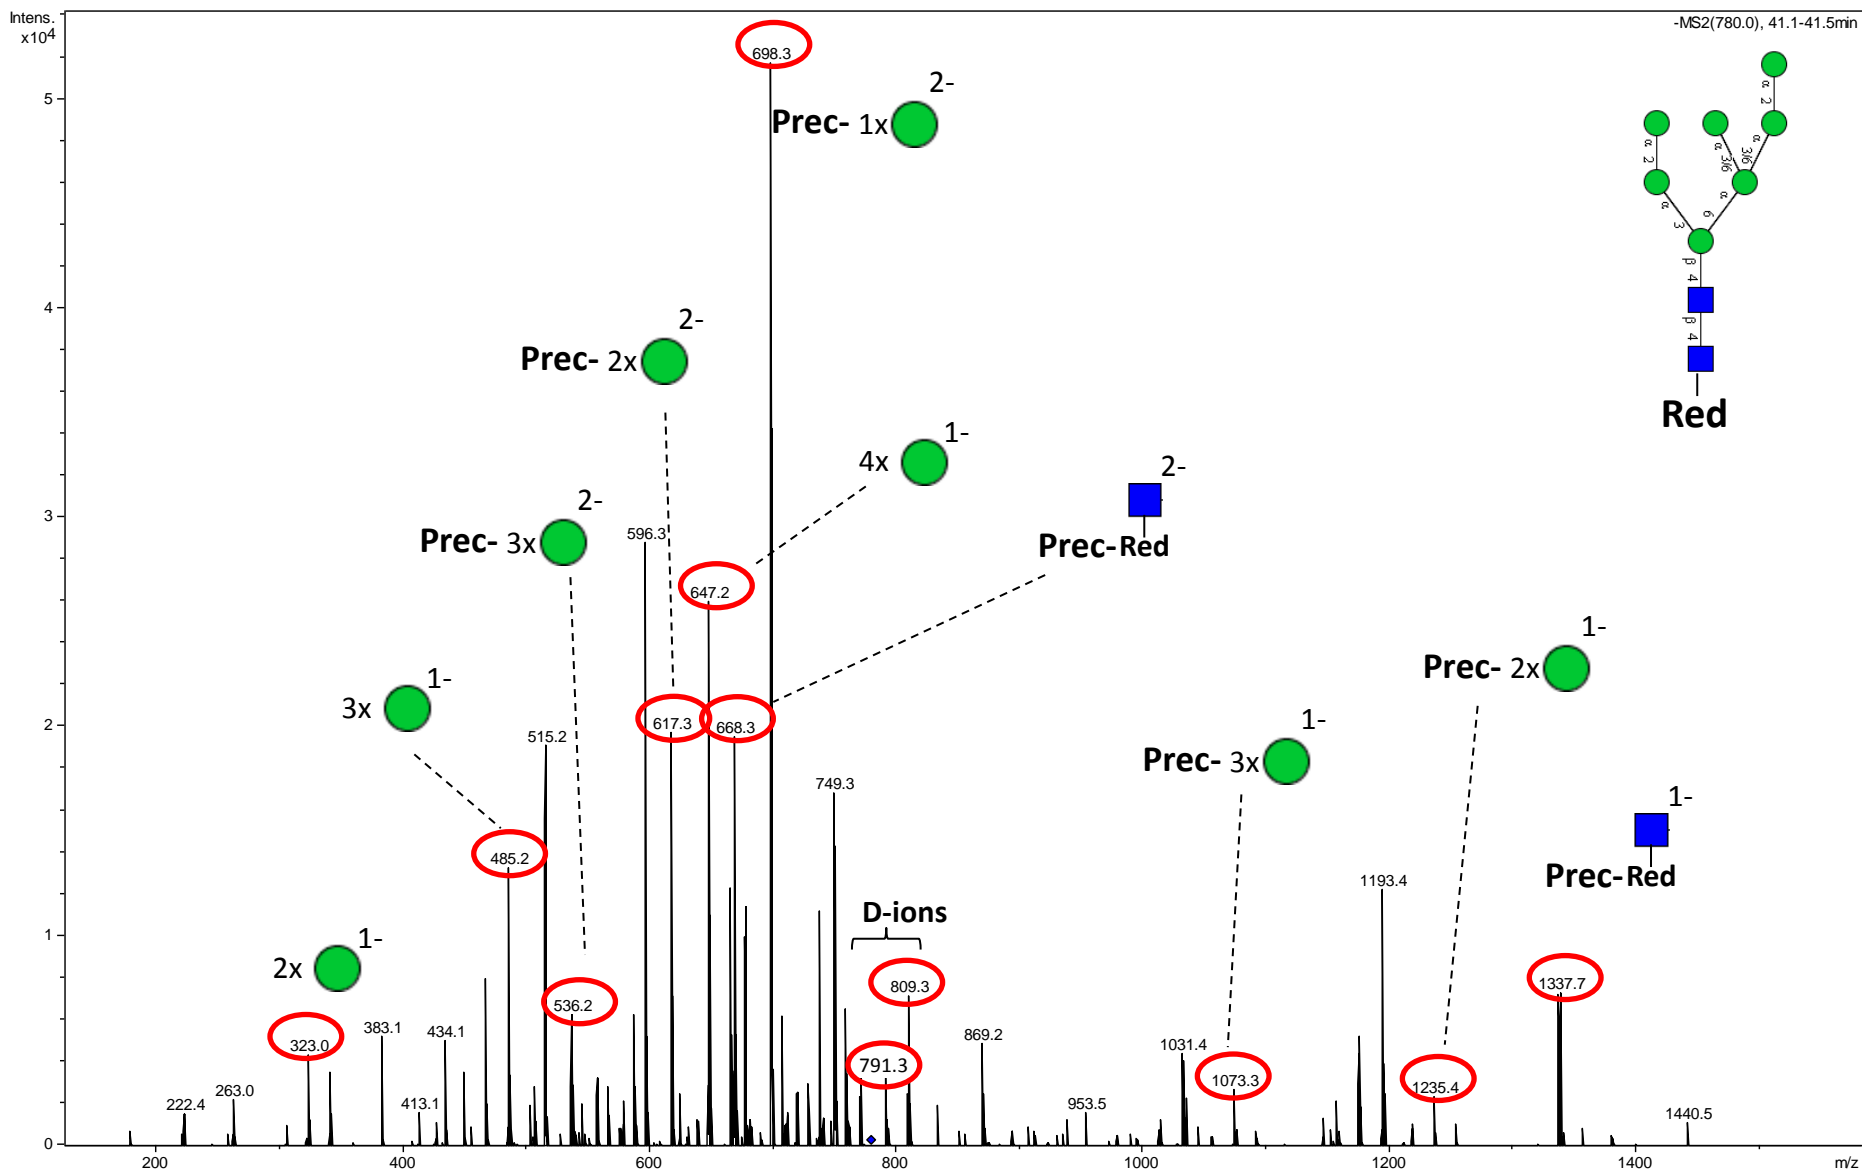 Intens.
x10⁴
-MS2(780.0), 41.1-41.5min
698.3
2-
Prec- 1x
5
α 2
α 2
α 3/6
α 3/6
α 3
α 6
β 4
β 4
Red
4
2-
Prec- 2x
1-
4x
2-
Prec- 3x
2-
Prec-Red
3
596.3
647.2
1-
Prec- 2x
1-
3x
617.3
668.3
2
515.2
749.3
1-
Prec- 3x
1-
Prec-Red
485.2
1193.4
D-ions
1
1-
2x
809.3
1337.7
536.2
323.0
383.1
434.1
791.3
869.2
1031.4
1073.3
1235.4
222.4
263.0
413.1
953.5
1440.5
0
200
400
600
800
1000
1200
1400
m/z